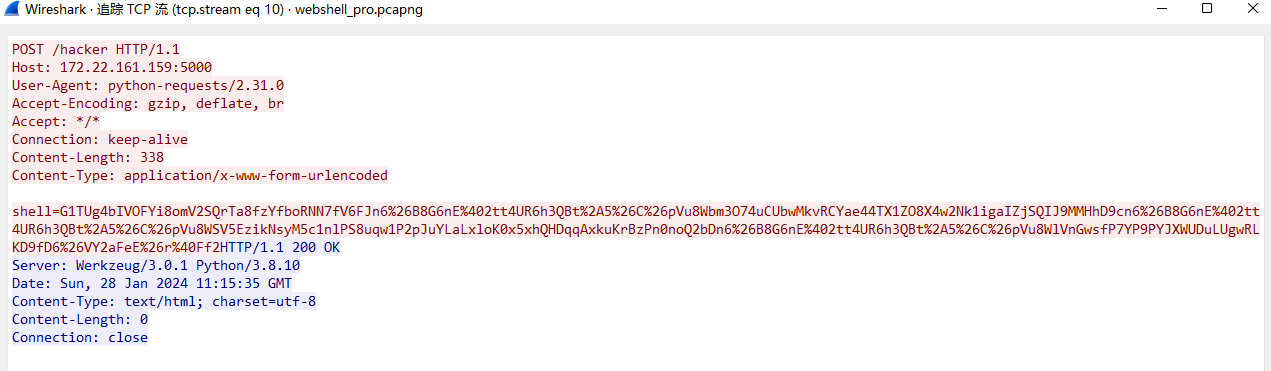 Wireshark · 追踪 TCP 流 (tcp.stream eq 10) · webshell_pro.pcapng
POST /hacker HTTP/1.1
Host: 172.22.161.159:5000
User-Agent: python-requests/2.31.0
Accept-Encoding: gzip, deflate, br
Accept: */*
Connection: keep-alive
Content-Length: 338
Content-Type: application/x-www-form-urlencoded
shell=G1TUg4bIVOFYi8omV2SQrTa8fzYfboRNN7fV6FJn6%26B8G6nE%402tt4UR6h3QBt%2A5%26C%26pVu8Wbm3O74uCUbwMkvRCYae44TX1ZO8X4w2Nk1igaIZjSQIJ9MMHhD9cn6%26B8G6nE%402tt
4UR6h3QBt%2A5%26C%26pVu8WSV5EzikNsyM5c1nlPS8uqw1P2pJuYLaLxloK0x5xhQHDqqAxkuKrBzPn0noQ2bDn6%26B8G6nE%402tt4UR6h3QBt%2A5%26C%26pVu8WlVnGwsfP7YP9PYJXWUDuLUgwRL
KD9fD6%26VY2aFeE%26r%40Ff2HTTP/1.1 200 OK
Server: Werkzeug/3.0.1 Python/3.8.10
Date: Sun, 28 Jan 2024 11:15:35 GMT
Content-Type: text/html; charset=utf-8
Content-Length: 0
Connection: close